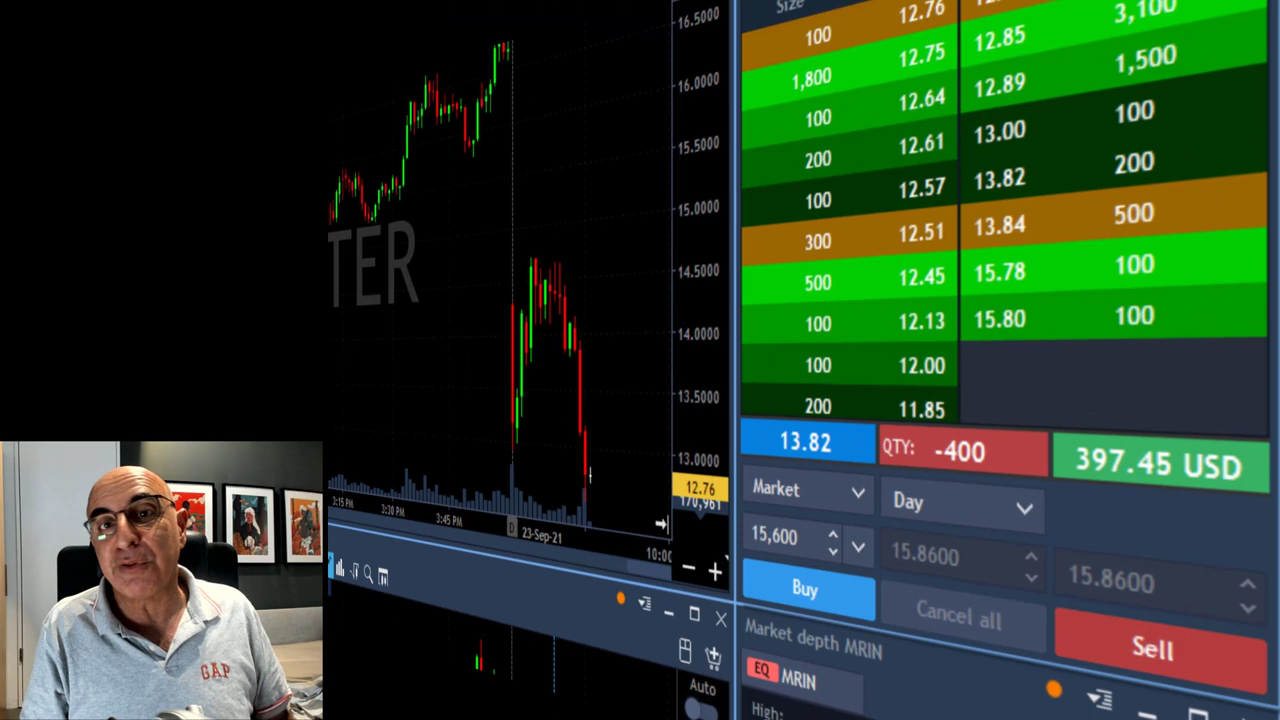 16.5000
16.0000
15.5000
15.0000
14.5000
14.0000
13.5000
13.0000
12.76
170,961
TER
3:15 PM
3:30 PM
3:45 PM
D
23-Sep-21
10:00
Size
100 12.76
1,800 12.75 12.85 3,100
100 12.64 12.89 1,500
200 12.61 13.00 100
100 12.57 13.82 200
300 12.51 13.84 500
500 12.45 15.78 100
100 12.13 15.80 100
100 12.00
200 11.85
13.82 QTY: -400 397.45 USD
Market Day
15,600 15.8600 15.8600
Buy Cancel all Sell
Market depth MRIN
EQ MRIN
High:
Auto
GAP